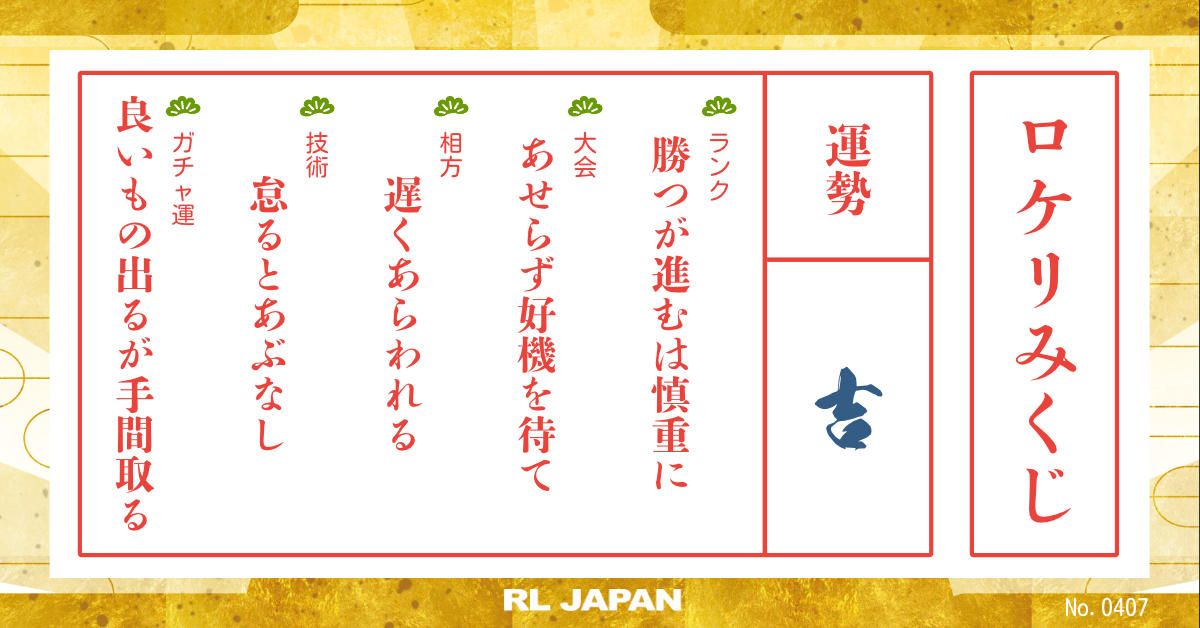 ロケリみくじ
運勢
吉
ランク
勝つが進むは慎重に
大会
あせらず好機を待て
相方
遅くあらわれる
技術
怠るとあぶなし
ガチャ運
良いもの出るが手間取る
RL JAPAN
No. 0407